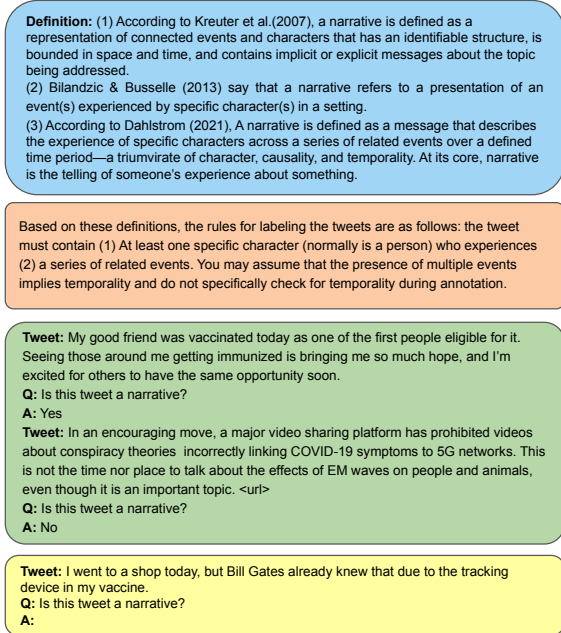 Definition: (1) According to Kreuter et al.(2007), a narrative is defined as a
representation of connected events and characters that has an identifiable structure, is
bounded in space and time, and contains implicit or explicit messages about the topic
being addressed.
(2) Bilandzic & Busselle (2013) say that a narrative refers to a presentation of an
event(s) experienced by specific character(s) in a setting.
(3) According to Dahlstrom (2021), A narrative is defined as a message that describes
the experience of specific characters across a series of related events over a defined
time period—a triumvirate of character, causality, and temporality. At its core, narrative
is the telling of someone's experience about something.
Based on these definitions, the rules for labeling the tweets are as follows: the tweet
must contain (1) At least one specific character (normally is a person) who experiences
(2) a series of related events. You may assume that the presence of multiple events
implies temporality and do not specifically check for temporality during annotation.
Tweet: My good friend was vaccinated today as one of the first people eligible for it.
Seeing those around me getting immunized is bringing me so much hope, and I'm
excited for others to have the same opportunity soon.
Q: Is this tweet a narrative?
A: Yes
Tweet: In an encouraging move, a major video sharing platform has prohibited videos
about conspiracy theories incorrectly linking COVID-19 symptoms to 5G networks. This
is not the time nor place to talk about the effects of EM waves on people and animals,
even though it is an important topic. <url>
Q: Is this tweet a narrative?
A: No
Tweet: I went to a shop today, but Bill Gates already knew that due to the tracking
device in my vaccine.
Q: Is this tweet a narrative?
A: